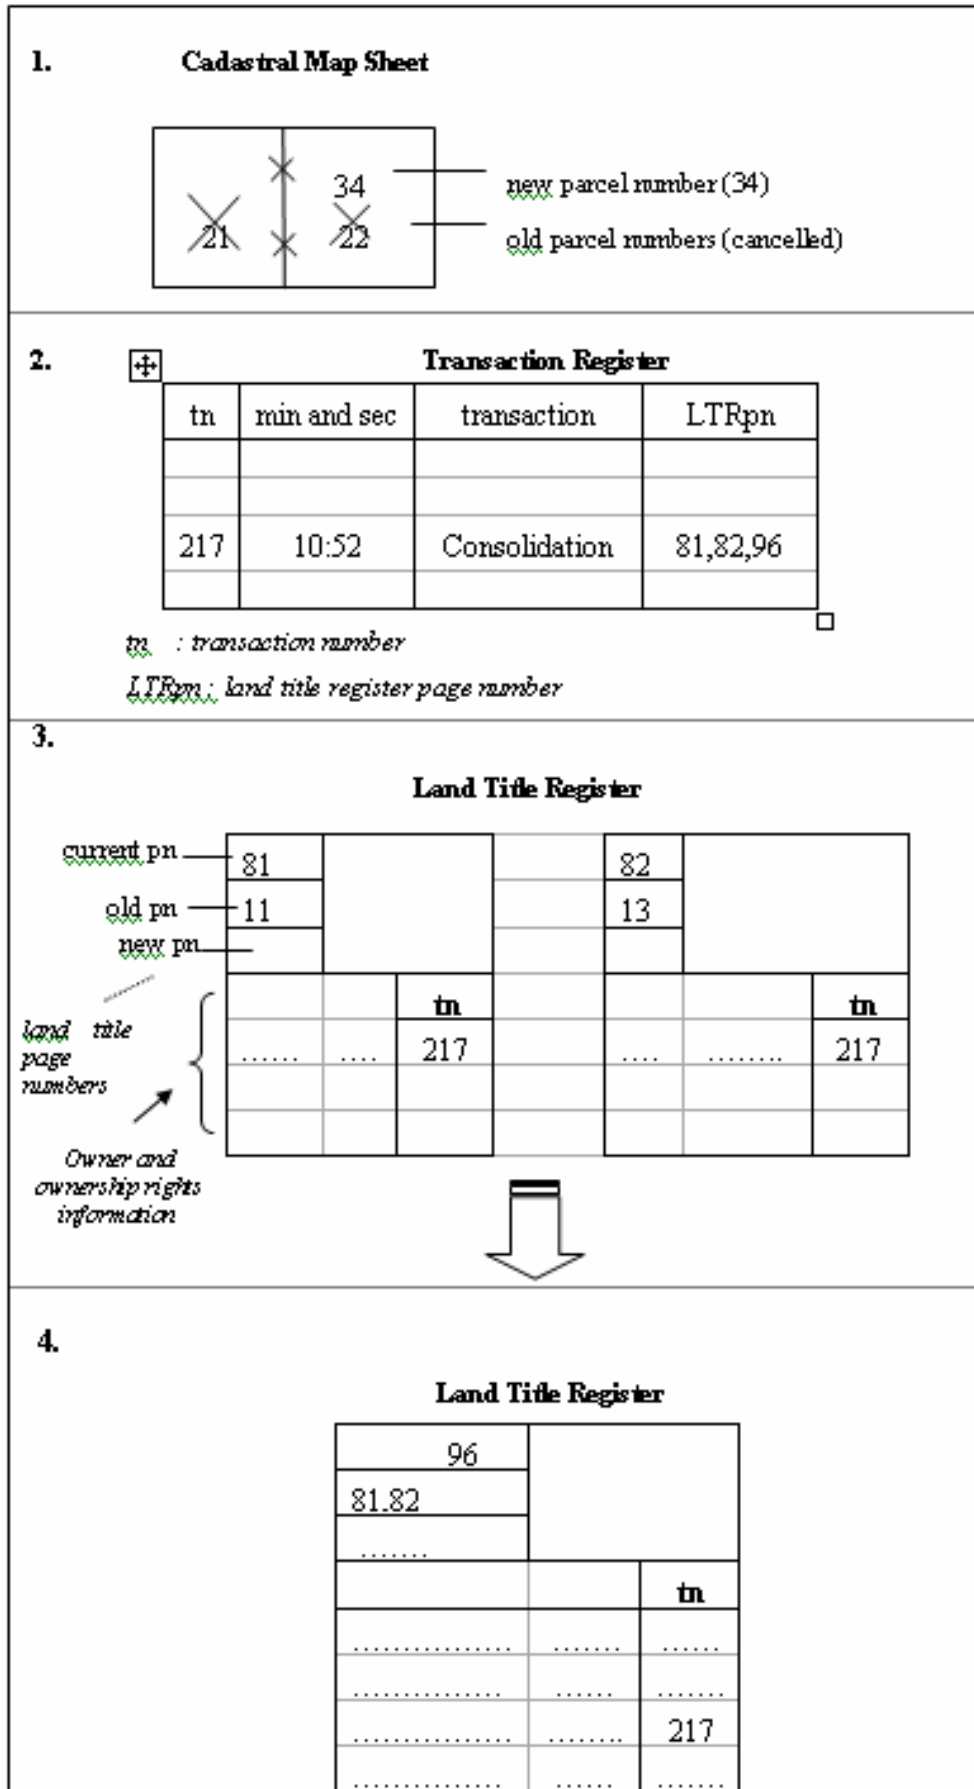 1. Cadastral Map Sheet
34
21 22
new parcel number (34)
old parcel numbers (cancelled)
2. Transaction Register
tn min and sec transaction LTRpn
217 10:52 Consolidation 81,82,96
tn : transaction number
LTRpn : land title register page number
3.
Land Title Register
current pn 81 82
old pn 11 13
new pn
tn tn
...... .... 217 .... ........ 217
land title
page
numbers
Owner and
ownership rights
information
4.
Land Title Register
96
81.82
.......
tn
............... ....... ......
.............. ...... .......
............... ........ 217
............... ...... .......